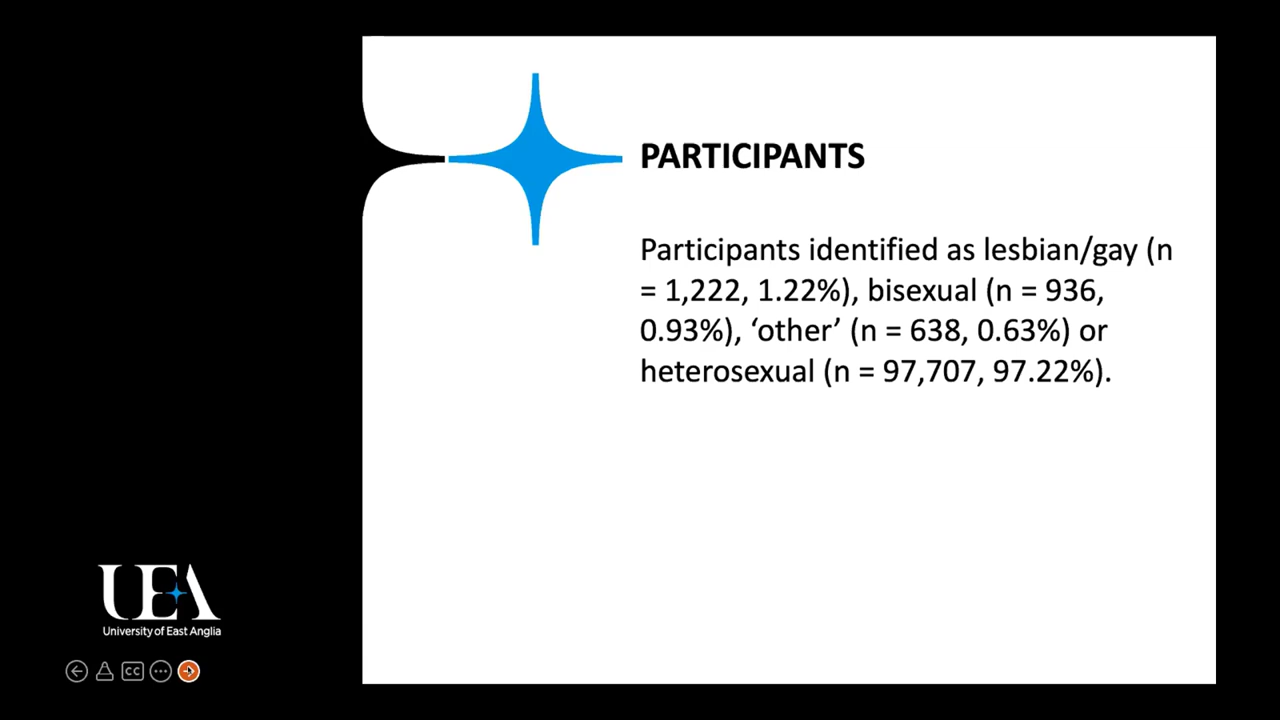 PARTICIPANTS
Participants identified as lesbian/gay (n
= 1,222, 1.22%), bisexual (n = 936,
0.93%), ‘other’ (n = 638, 0.63%) or
heterosexual (n = 97,707, 97.22%).
UEA
University of East Anglia
CC